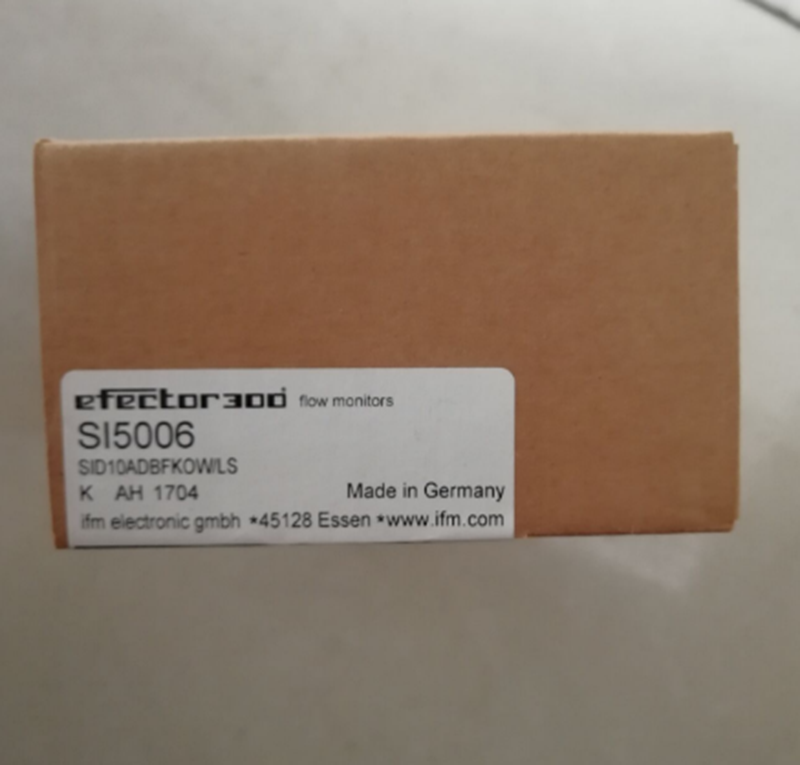 efector300 flow monitors
SI5006
SID10ADBFKOW/LS
K AH 1704 Made in Germany
ifm electronic gmbh *45128 Essen *www.ifm.com